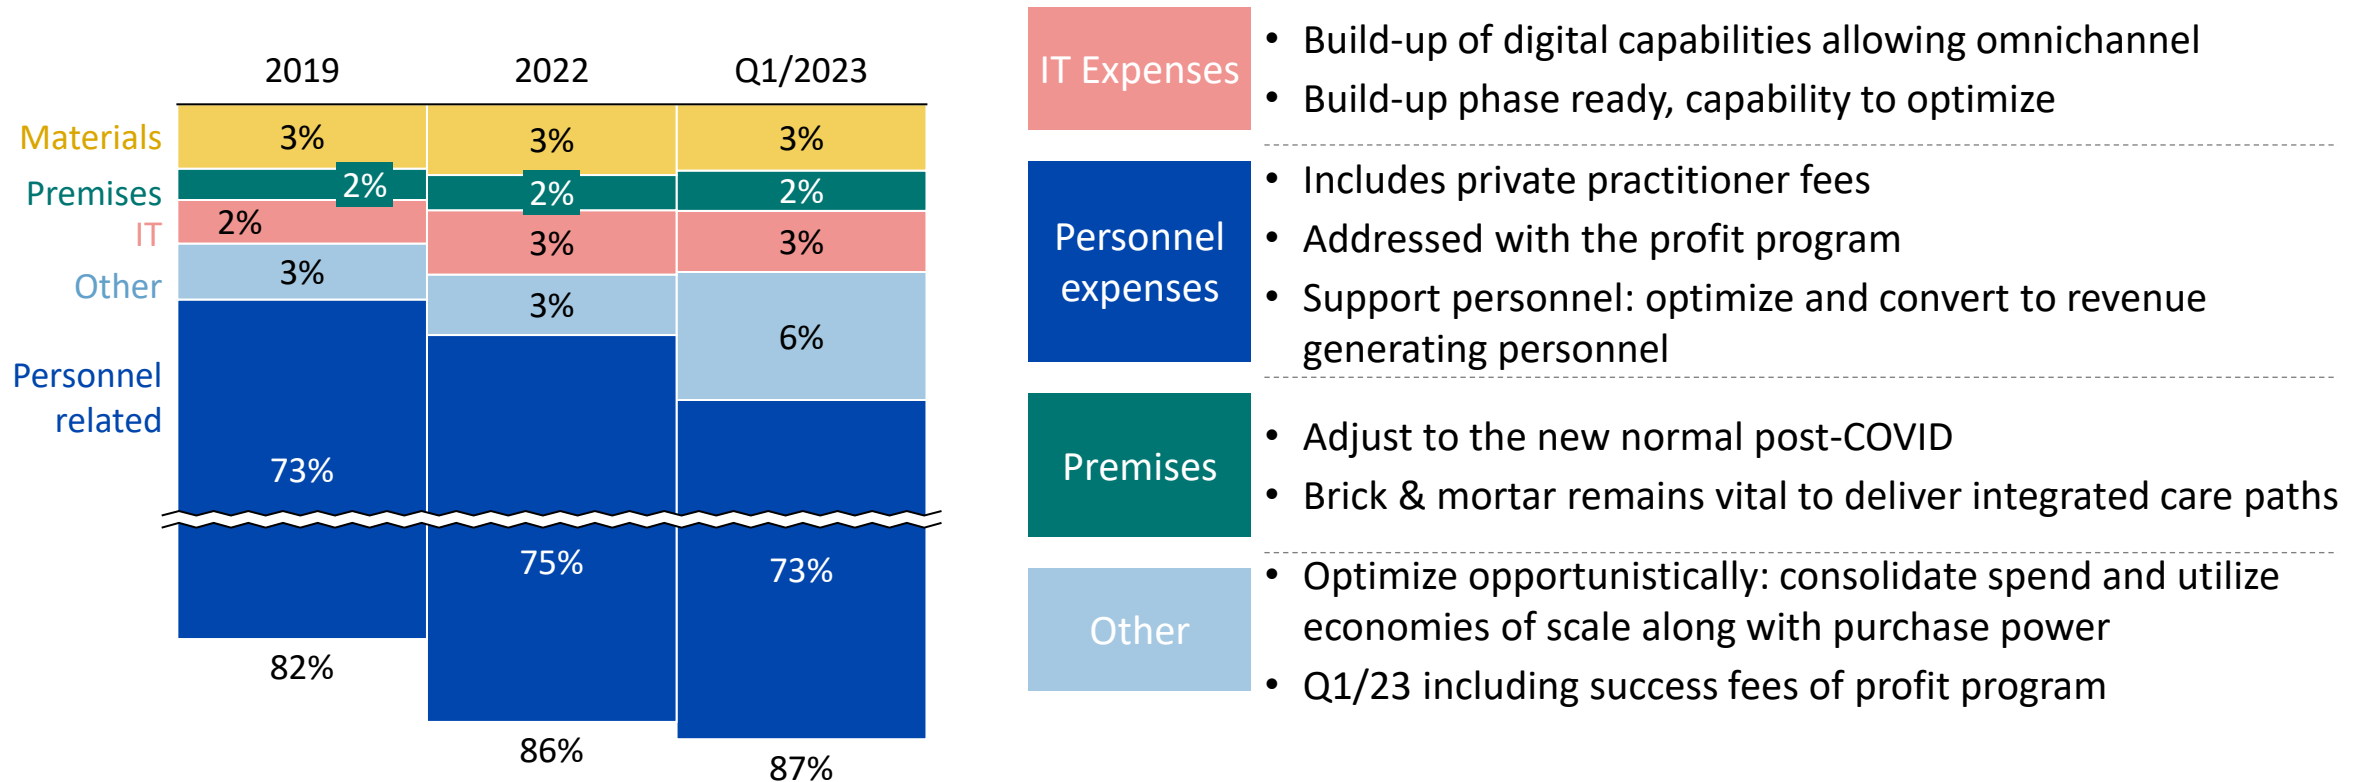 2019 2022 Q1/2023
Materials 3% 3% 3%
Premises 2% 2% 2%
IT 2% 3% 3%
Other 3% 3% 6%
Personnel
related
73% 75% 73%
82% 86% 87%
IT Expenses
• Build-up of digital capabilities allowing omnichannel
• Build-up phase ready, capability to optimize
Personnel
expenses
• Includes private practitioner fees
• Addressed with the profit program
• Support personnel: optimize and convert to revenue
generating personnel
Premises
• Adjust to the new normal post-COVID
• Brick & mortar remains vital to deliver integrated care paths
Other
• Optimize opportunistically: consolidate spend and utilize
economies of scale along with purchase power
• Q1/23 including success fees of profit program